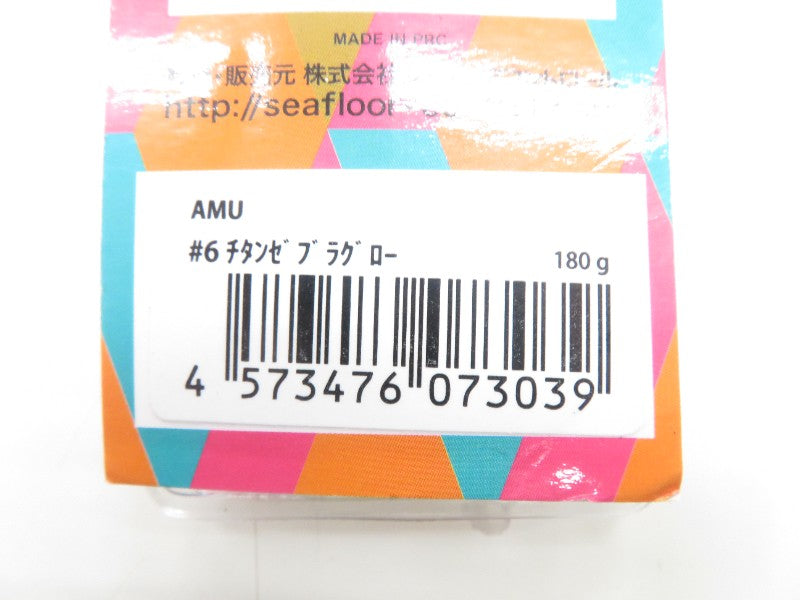 MADE IN PRC
販売元 株式会社
http://seafloor
AMU
#6 ﾁﾀﾝｾﾞﾌﾞﾗｸﾞﾛｰ 180 g
4 573476 073039